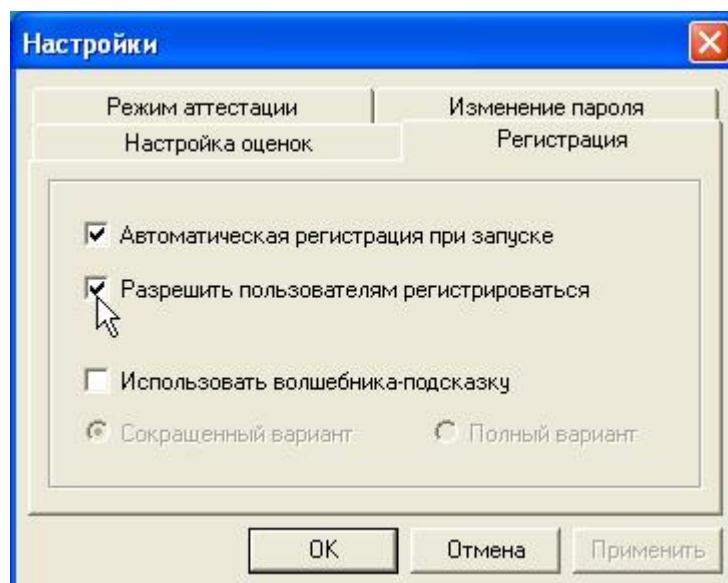 Настройки
Режим аттестации Изменение пароля
Настройка оценок Регистрация
Автоматическая регистрация при запуске
Разрешить пользователям регистрироваться
Использовать волшебника-подсказку
Сокращенный вариант Полный вариант
OK Отмена Применить